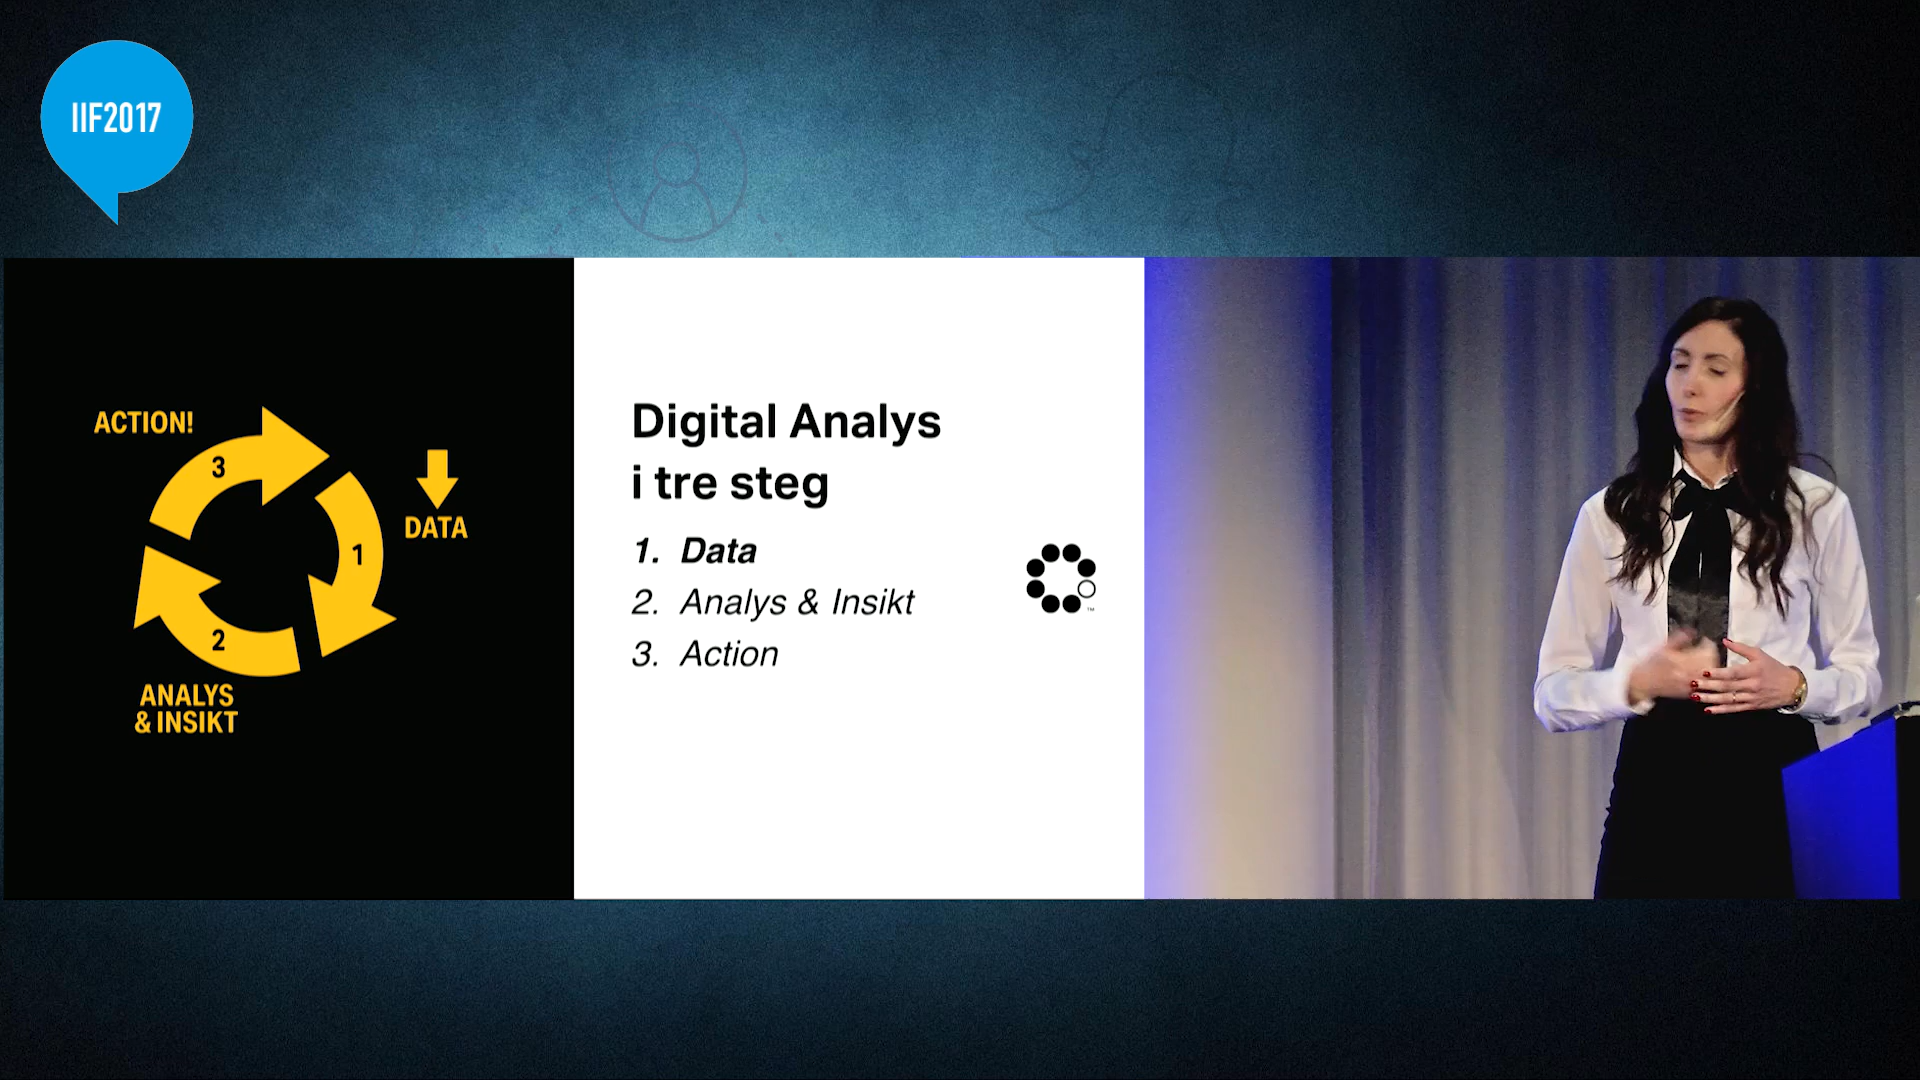 IIF2017
ACTION!
3
DATA
1
2
ANALYS
& INSIKT
Digital Analys
i tre steg
1. Data
2. Analys & Insikt
3. Action
™